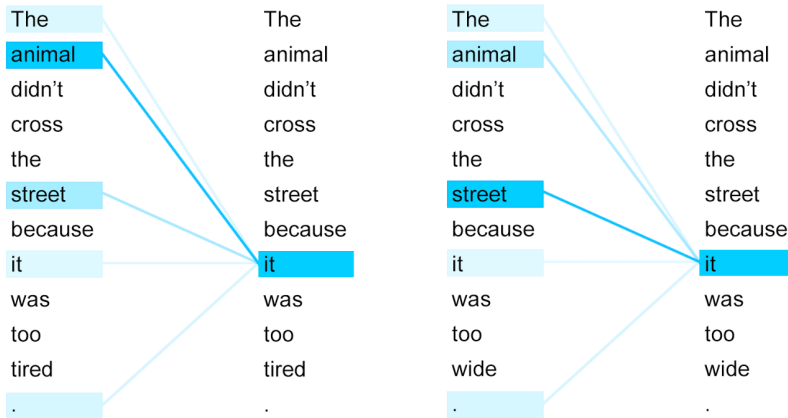 The
animal
didn’t
cross
the
street
because
it
was
too
tired
.
The
animal
didn’t
cross
the
street
because
it
was
too
tired
.
The
animal
didn’t
cross
the
street
because
it
was
too
wide
.
The
animal
didn’t
cross
the
street
because
it
was
too
wide
.